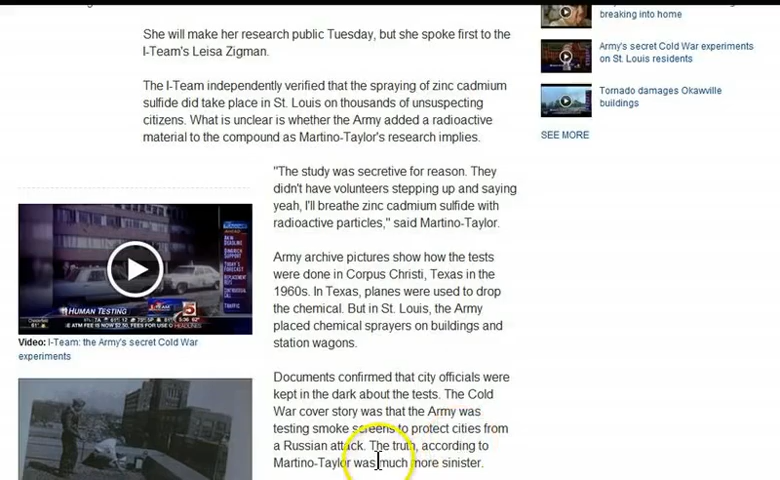 breaking into home
She will make her research public Tuesday, but she spoke first to the
I-Team's Leisa Zigman.
Army's secret Cold War experiments
on St. Louis residents
The I-Team independently verified that the spraying of zinc cadmium
sulfide did take place in St. Louis on thousands of unsuspecting
citizens. What is unclear is whether the Army added a radioactive
material to the compound as Martino-Taylor's research implies.
Tornado damages Okawville
buildings
SEE MORE
"The study was secretive for reason. They
didn't have volunteers stepping up and saying
yeah, I'll breathe zinc cadmium sulfide with
radioactive particles," said Martino-Taylor.
Army archive pictures show how the tests
were done in Corpus Christi, Texas in the
1960s. In Texas, planes were used to drop
the chemical. But in St. Louis, the Army
placed chemical sprayers on buildings and
station wagons.
HUMAN TESTING
5
HEADLINES
Video: I-Team: the Army's secret Cold War
experiments
Documents confirmed that city officials were
kept in the dark about the tests. The Cold
War cover story was that the Army was
testing smoke screens to protect cities from
a Russian attack. The truth, according to
Martino-Taylor was much more sinister.